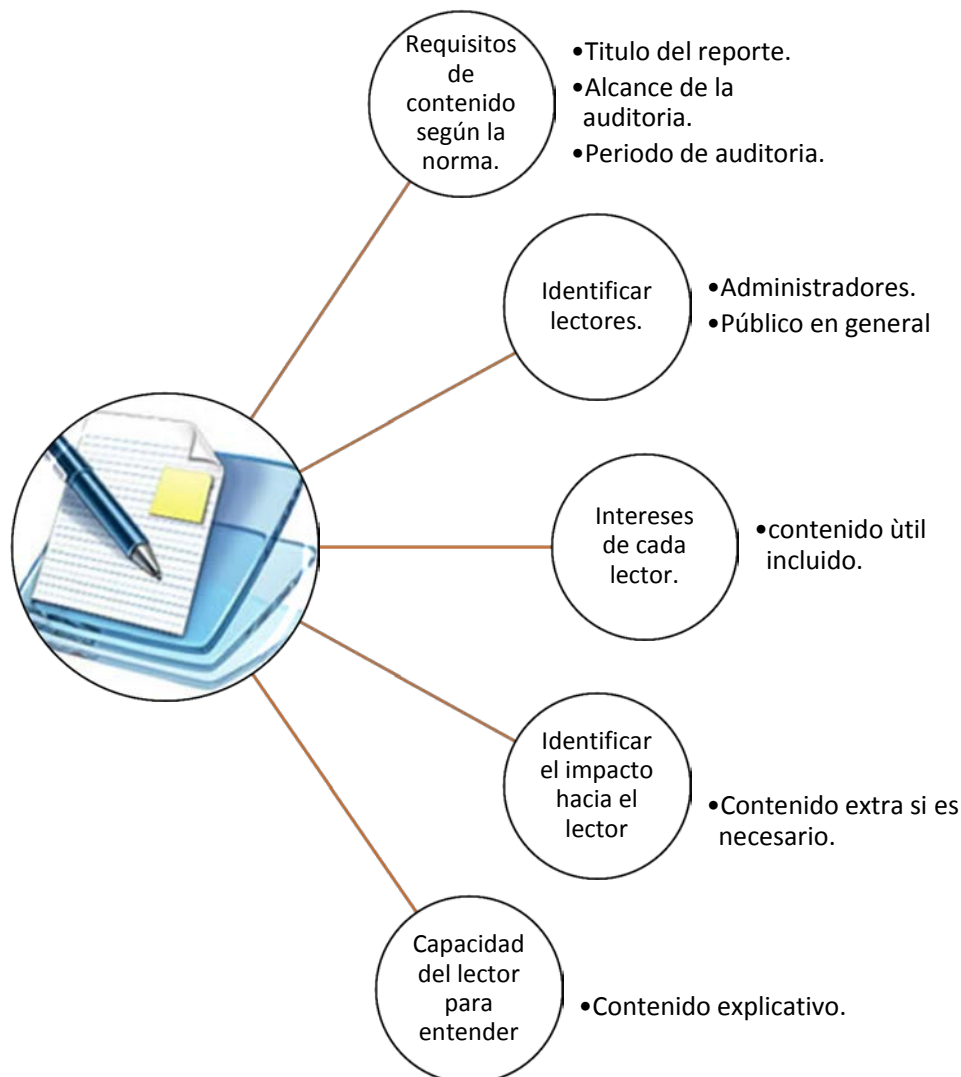 Requisitos
de
contenido
según la
norma.
•Titulo del reporte.
•Alcance de la
auditoria.
•Periodo de auditoria.
Identificar
lectores.
•Administradores.
•Público en general
Intereses
de cada
lector.
•contenido ùtil
incluido.
Identificar
el impacto
hacia el
lector
•Contenido extra si es
necesario.
Capacidad
del lector
para
entender
•Contenido explicativo.